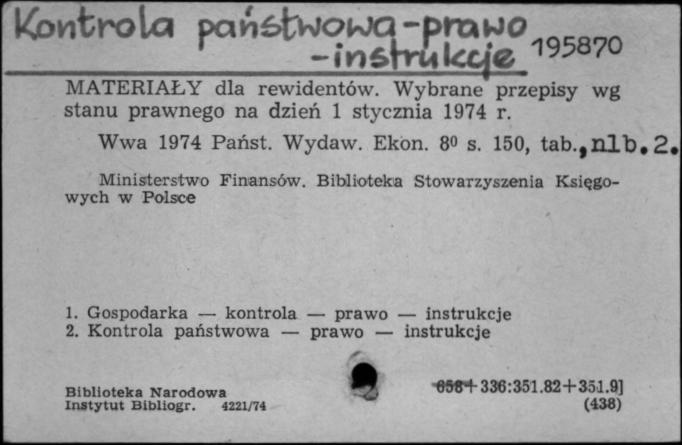 Kontrola państwowa-prawo
-instrukcje 195870
MATERIAŁY dla rewidentów. Wybrane przepisy wg
stanu prawnego na dzień 1 stycznia 1974 r.
Wwa 1974 Państ. Wydaw. Ekon. 8⁰ s. 150, tab., nlb.2.
Ministerstwo Finansów. Biblioteka Stowarzyszenia Księgo-
wych w Polsce
1. Gospodarka — kontrola — prawo — instrukcje
2. Kontrola państwowa — prawo — instrukcje
Biblioteka Narodowa 658+336:351.82+351.9]
Instytut Bibliogr. 4221/74 (438)